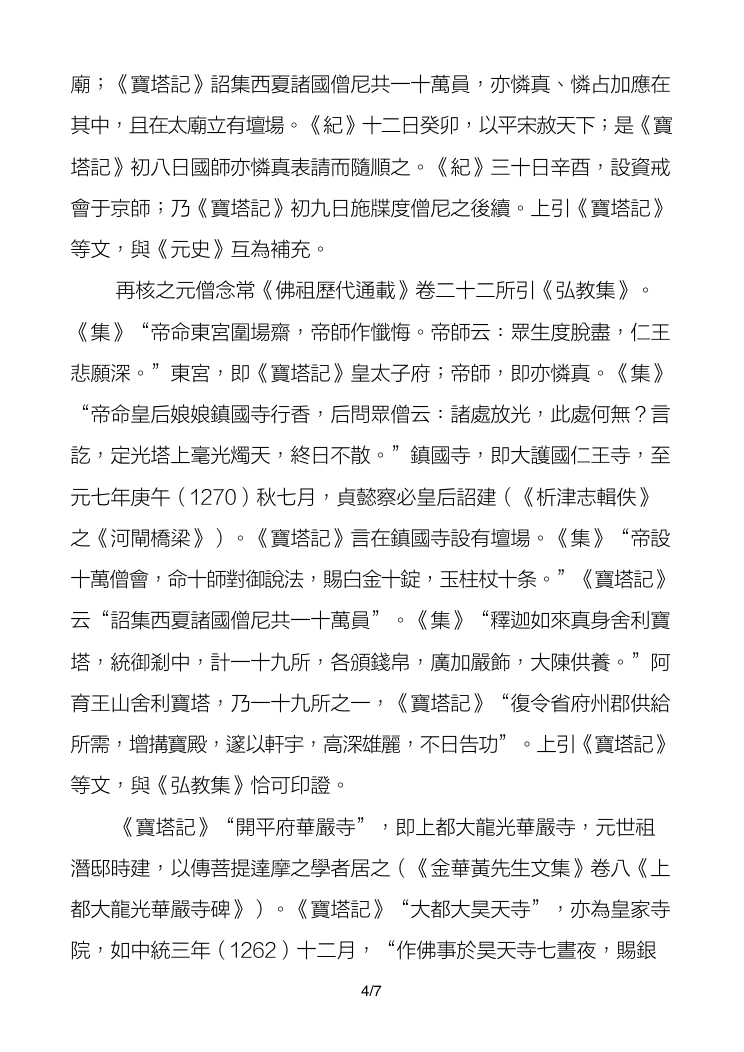 廟；《寶塔記》詔集西夏諸國僧尼共一十萬員，亦憐真、憐占加應在
其中，且在太廟立有壇場。《紀》十二日癸卯，以平宋赦天下；是《寶
塔記》初八日國師亦憐真表請而隨順之。《紀》三十日辛酉，設資戒
會于京師；乃《寶塔記》初九日施牒度僧尼之後續。上引《寶塔記》
等文，與《元史》互為補充。
再核之元僧念常《佛祖歷代通載》卷二十二所引《弘教集》。
《集》“帝命東宮圍場齋，帝師作懺悔。帝師云：眾生度脫盡，仁王
悲願深。”東宮，即《寶塔記》皇太子府；帝師，即亦憐真。《集》
“帝命皇后娘娘鎮國寺行香，后問眾僧云：諸處放光，此處何無？言
訖，定光塔上毫光燭天，終日不散。”鎮國寺，即大護國仁王寺，至
元七年庚午（1270）秋七月，貞懿察必皇后詔建（《析津志輯佚》
之《河閘橋梁》）。《寶塔記》言在鎮國寺設有壇場。《集》“帝設
十萬僧會，命十師對御說法，賜白金十錠，玉柱杖十条。”《寶塔記》
云“詔集西夏諸國僧尼共一十萬員”。《集》“釋迦如來真身舍利寶
塔，統御剎中，計一十九所，各頒錢帛，廣加嚴飾，大陳供養。”阿
育王山舍利寶塔，乃一十九所之一，《寶塔記》“復令省府州郡供給
所需，增搆寶殿，邃以軒宇，高深雄麗，不日告功”。上引《寶塔記》
等文，與《弘教集》恰可印證。
《寶塔記》“開平府華嚴寺”，即上都大龍光華嚴寺，元世祖
潛邸時建，以傳菩提達摩之學者居之（《金華黃先生文集》卷八《上
都大龍光華嚴寺碑》）。《寶塔記》“大都大昊天寺”，亦為皇家寺
院，如中統三年（1262）十二月，“作佛事於昊天寺七晝夜，賜銀
4/7